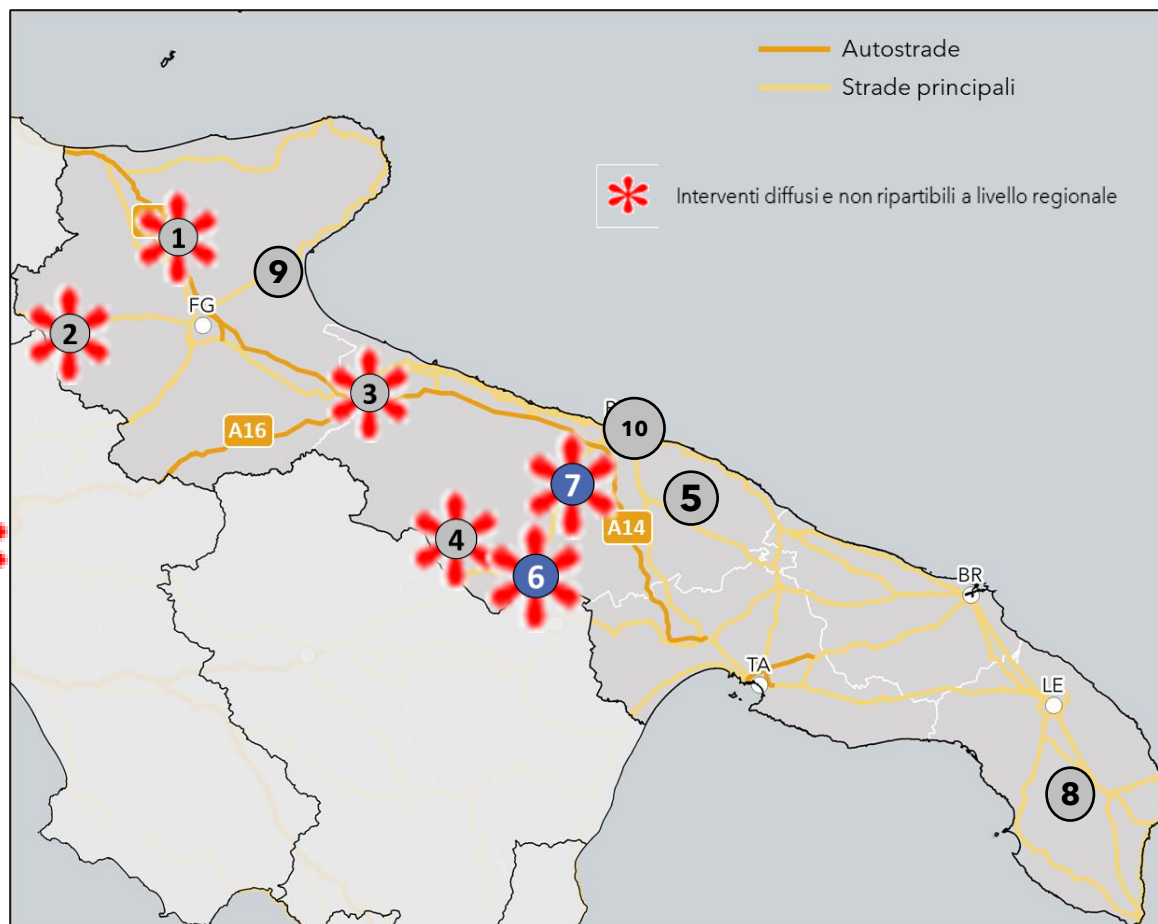 Autostrade
Strade principali
Interventi diffusi e non ripartibili a livello regionale
1
9
FG
2
3
10
A16
7
5
A14
4
6
BR
TA
LE
8